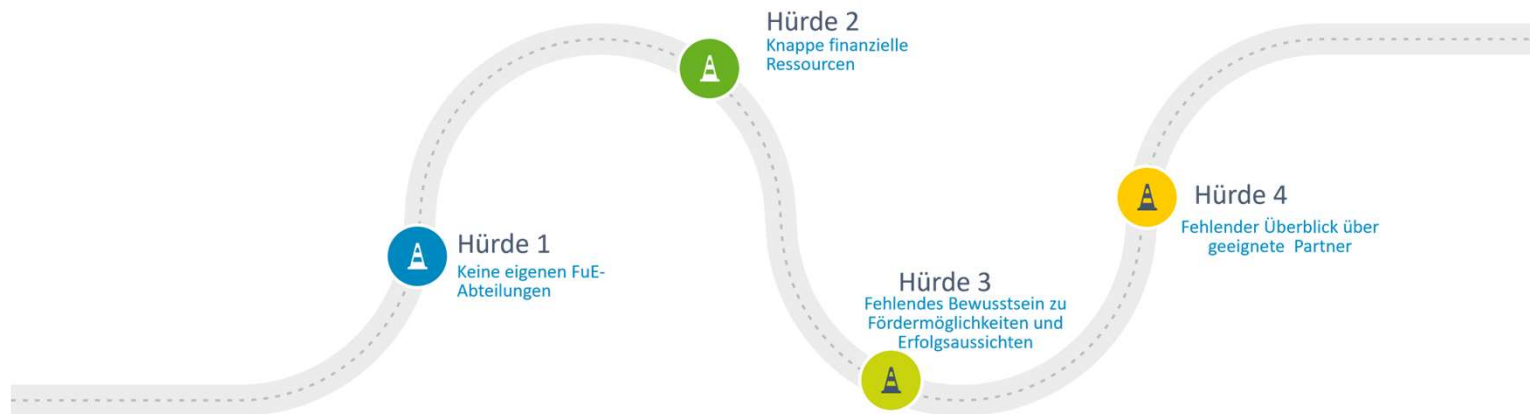 Hürde 1
Keine eigenen FuE-
Abteilungen
Hürde 2
Knappe finanzielle
Ressourcen
Hürde 3
Fehlendes Bewusstsein zu
Fördermöglichkeiten und
Erfolgsaussichten
Hürde 4
Fehlender Überblick über
geeignete Partner